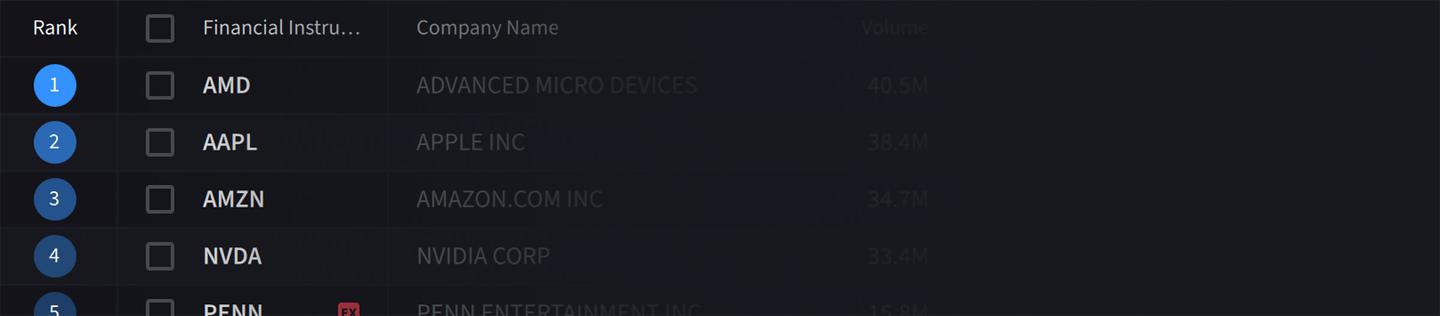 Rank Financial Instru… Company Name Volume
1 AMD ADVANCED MICRO DEVICES 40.5M
2 AAPL APPLE INC 38.4M
3 AMZN AMAZON.COM INC 34.7M
4 NVDA NVIDIA CORP 33.4M
5 PENN EX PENN ENTERTAINMENT INC 15.8M